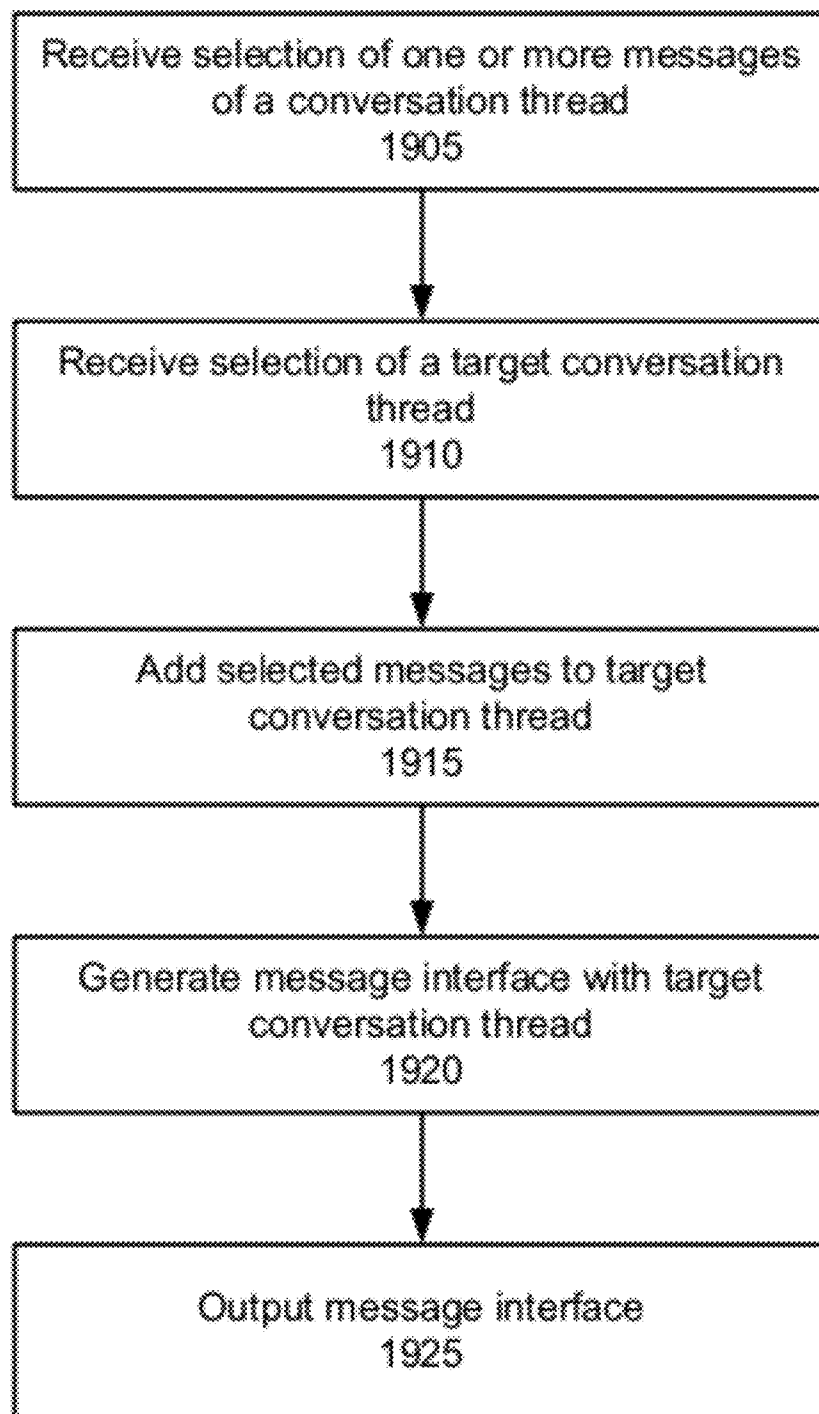 Receive selection of one or more messages
of a conversation thread
1905
Receive selection of a target conversation
thread
1910
Add selected messages to target
conversation thread
1915
Generate message interface with target
conversation thread
1920
Output message interface
1925